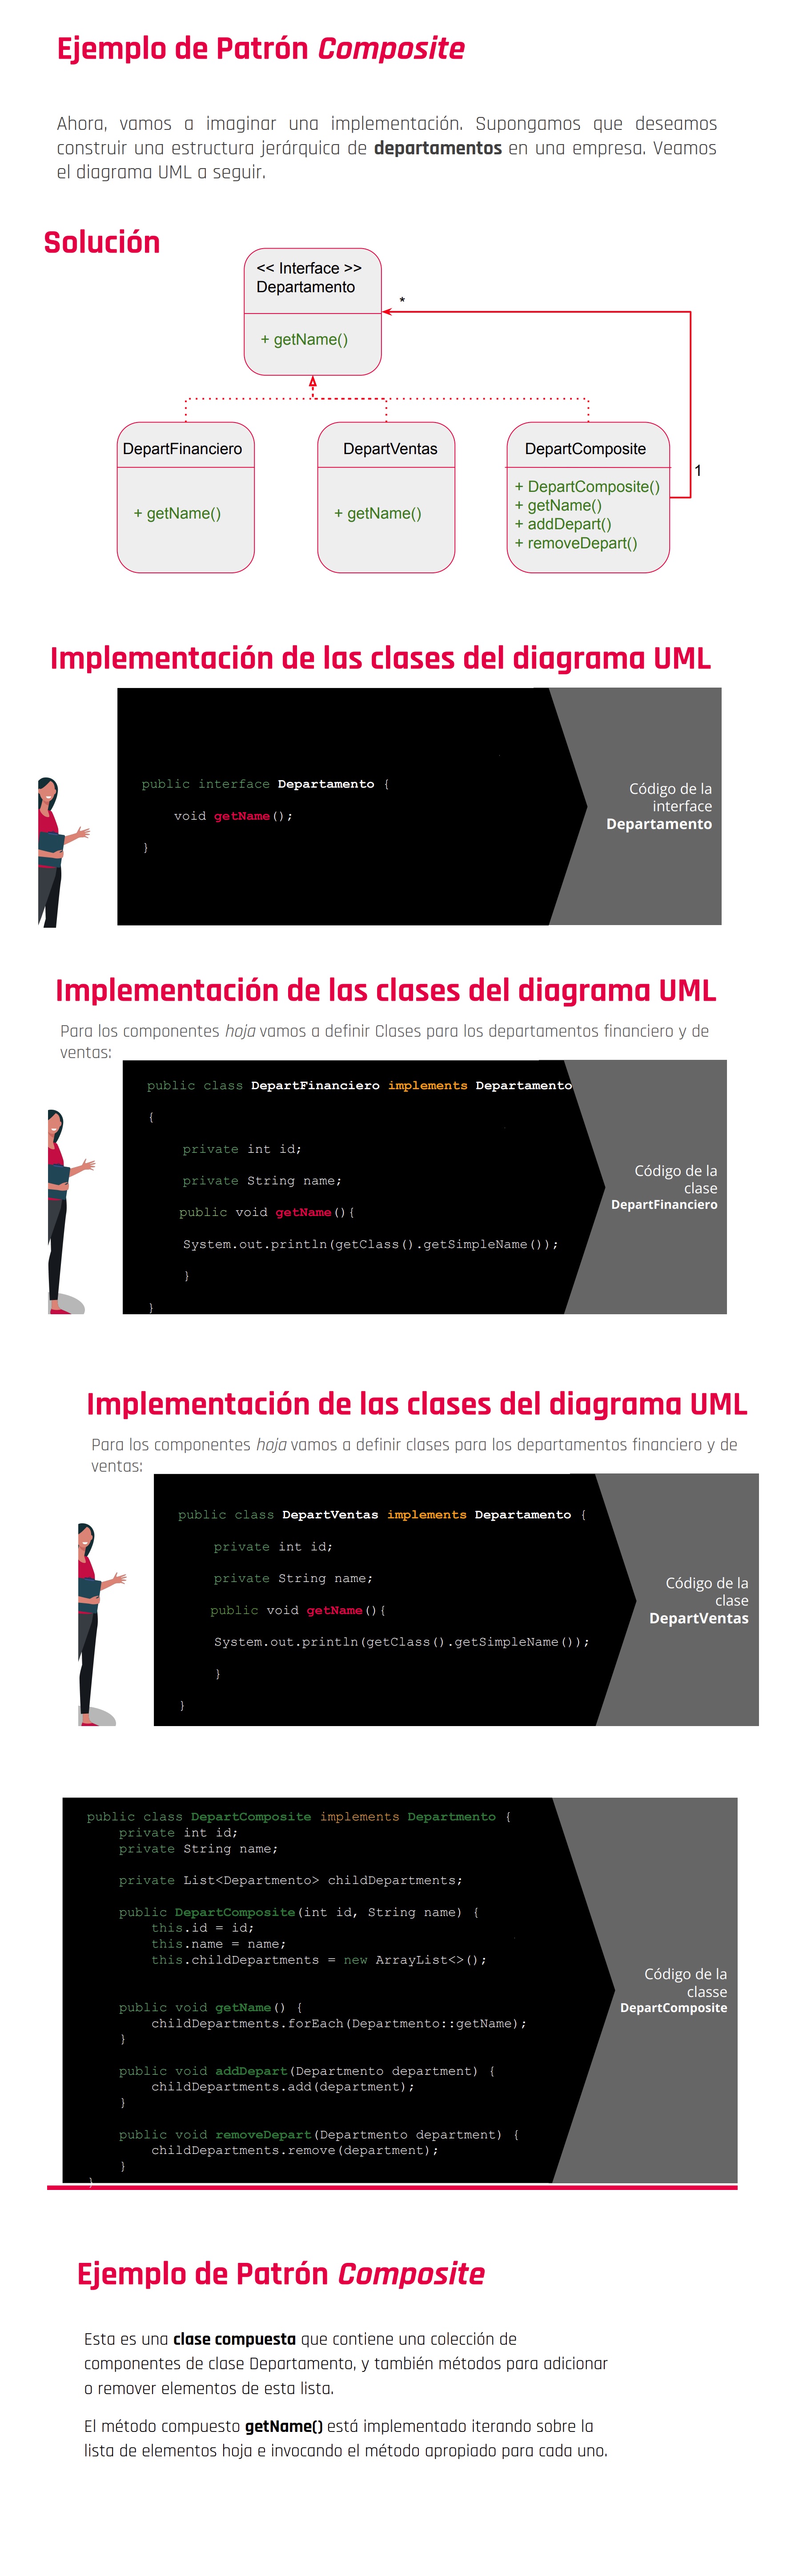 Ejemplo de Patrón Composite
Ahora, vamos a imaginar una implementación. Supongamos que deseamos
construir una estructura jerárquica de departamentos en una empresa. Veamos
el diagrama UML a seguir.
Solución
<< Interface >>
Departamento
+ getName()
*
1
DepartFinanciero
+ getName()
DepartVentas
+ getName()
DepartComposite
+ DepartComposite()
+ getName()
+ addDepart()
+ removeDepart()
Implementación de las clases del diagrama UML
public interface Departamento {
void getName();
}
Código de la
interface
Departamento
Implementación de las clases del diagrama UML
Para los componentes hoja vamos a definir Clases para los departamentos financiero y de
ventas:
public class DepartFinanciero implements Departamento
{
private int id;
private String name;
public void getName(){
System.out.println(getClass().getSimpleName());
}
}
Código de la
clase
DepartFinanciero
Implementación de las clases del diagrama UML
Para los componentes hoja vamos a definir clases para los departamentos financiero y de
ventas:
public class DepartVentas implements Departamento {
private int id;
private String name;
public void getName(){
System.out.println(getClass().getSimpleName());
}
}
Código de la
clase
DepartVentas
public class DepartComposite implements Departmento {
private int id;
private String name;
private List<Departmento> childDepartments;
public DepartComposite(int id, String name) {
this.id = id;
this.name = name;
this.childDepartments = new ArrayList<>();
public void getName() {
childDepartments.forEach(Departmento::getName);
}
public void addDepart(Departmento department) {
childDepartments.add(department);
}
public void removeDepart(Departmento department) {
childDepartments.remove(department);
}
}
Código de la
classe
DepartComposite
Ejemplo de Patrón Composite
Esta es una clase compuesta que contiene una colección de
componentes de clase Departamento, y también métodos para adicionar
o remover elementos de esta lista.
El método compuesto getName() está implementado iterando sobre la
lista de elementos hoja e invocando el método apropiado para cada uno.